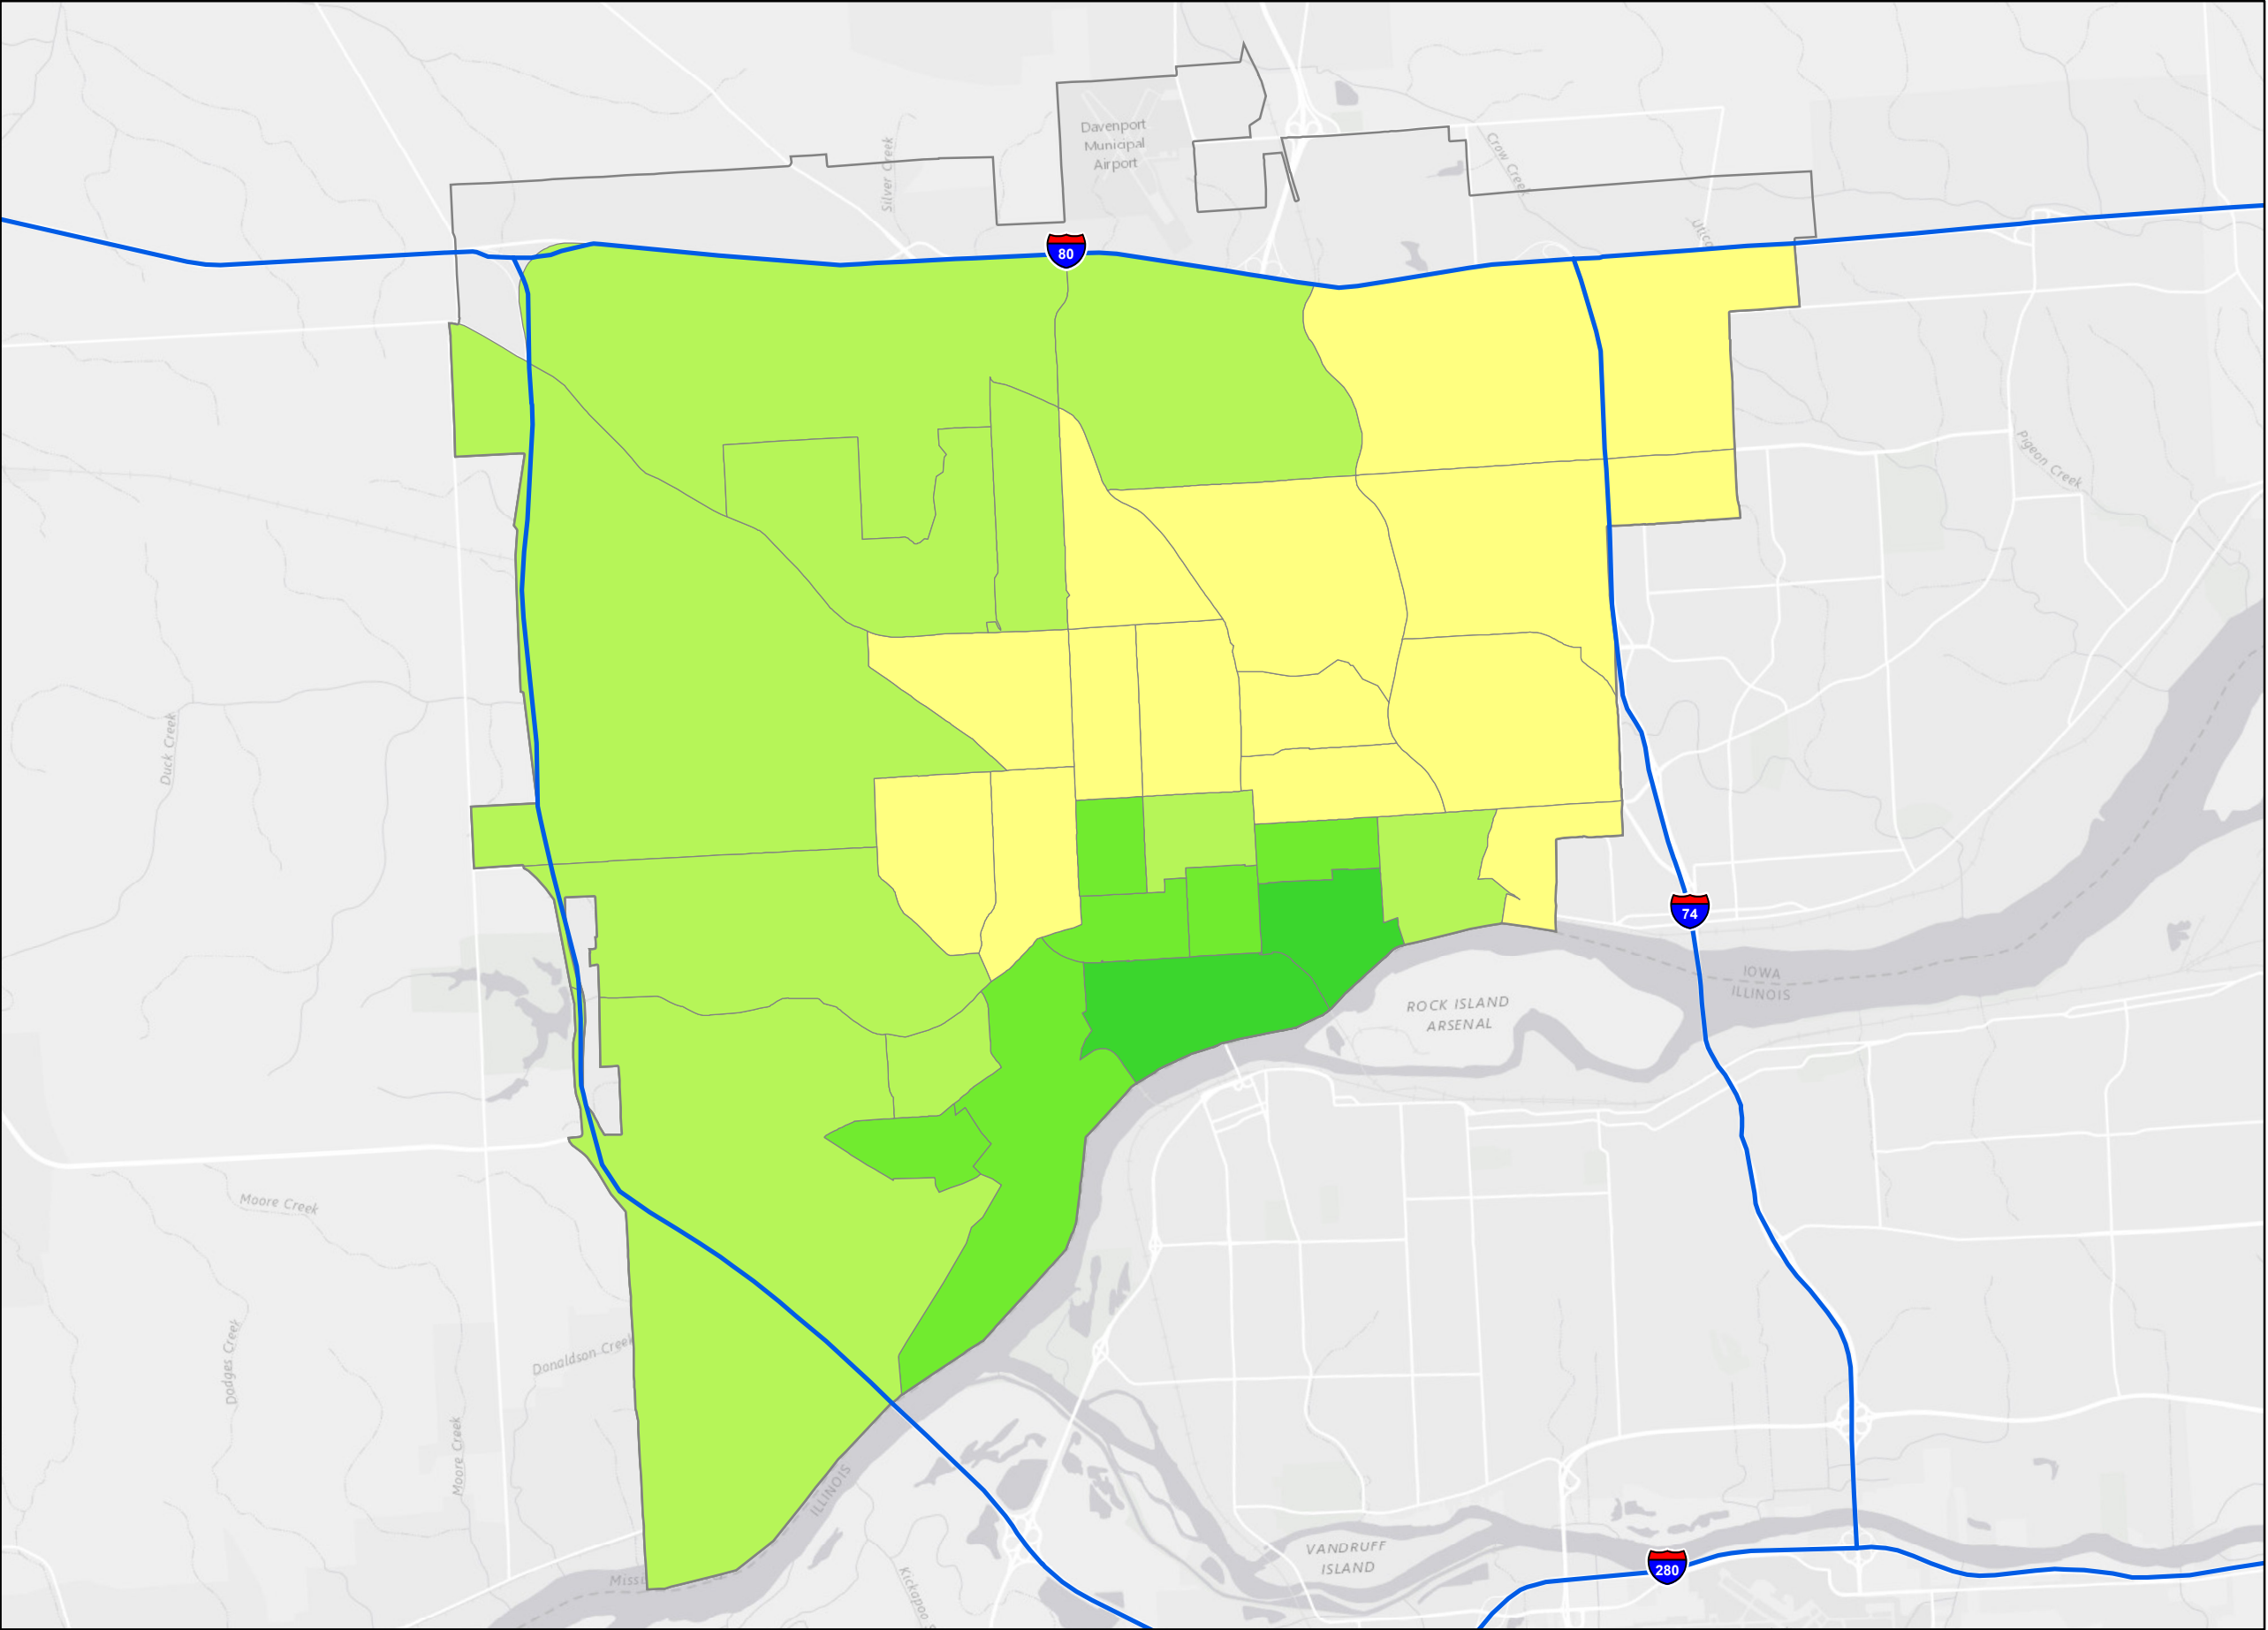 Davenport
Municipal
Airport
Silver Creek
Crow Creek
80
Pigeon Creek
Duck Creek
74
IOWA
ILLINOIS
ROCK ISLAND
ARSENAL
Moore Creek
Donaldson Creek
Dodges Creek
Moore Creek
ILLINOIS
VANDRUFF
ISLAND
280
Kickapoo